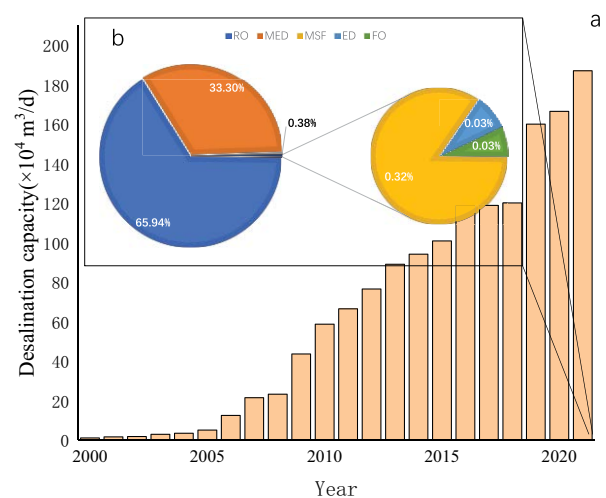 a
b
RO MED MSF ED FO
33.30%
0.38%
65.94%
0.03%
0.03%
0.32%
Desalination capacity(×10⁴ m³/d)
200
180
160
140
120
100
80
60
40
20
0
2000 2005 2010 2015 2020
Year